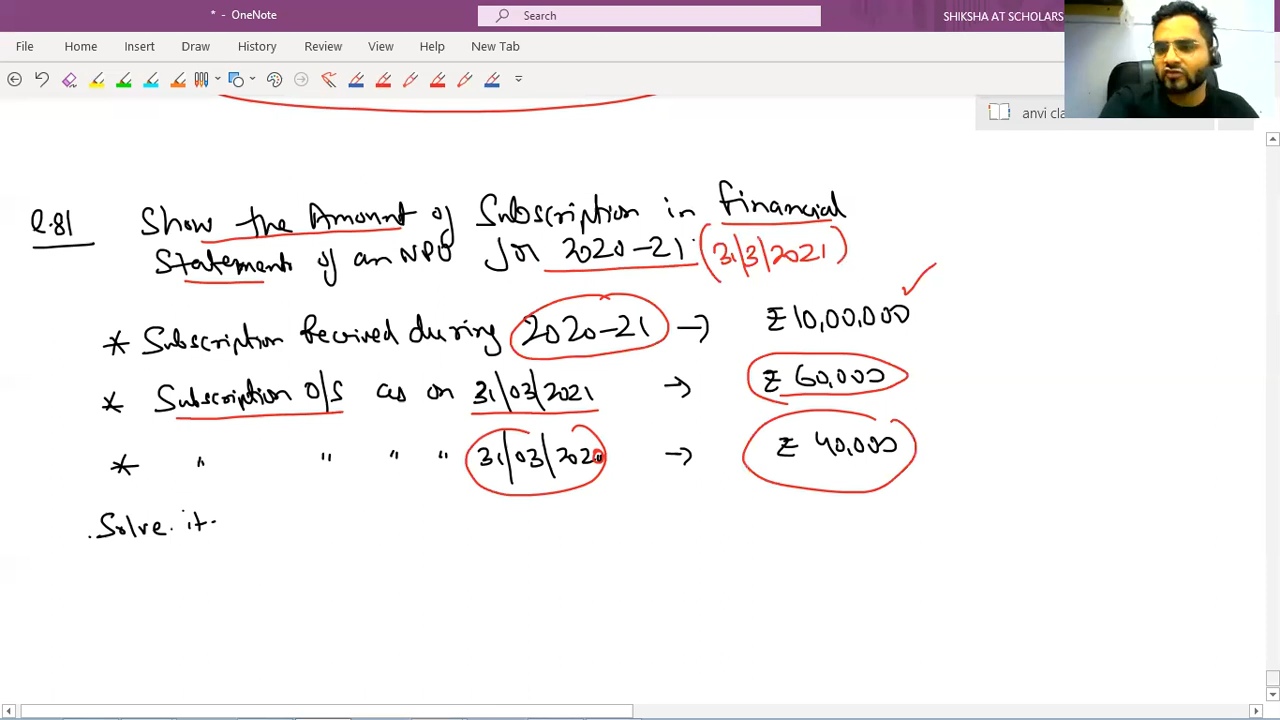 * - OneNote
Search
SHIKSHA AT SCHOLARS
File Home Insert Draw History Review View Help New Tab
anvi cla
Q.81 Show the Amount of Subscription in financial
Statements of an NPO for 2020-21. (31/3/2021)
* Subscription Received during 2020-21 → ₹ 10,00,000
* Subscription O/S as on 31/03/2021 → ₹ 60,000
* " " " " 31/03/2020 → ₹ 40,000
Solve it.